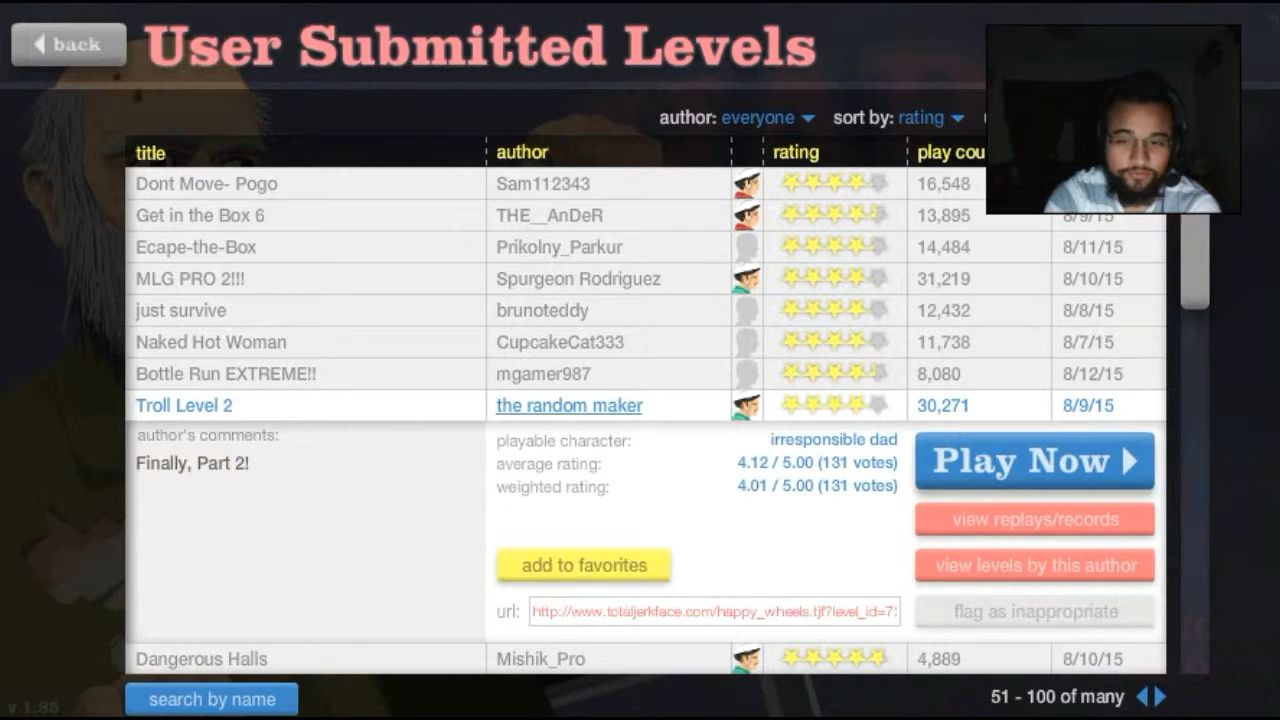 back
User Submitted Levels
author: everyone sort by: rating
title author rating play cou
Dont Move- Pogo Sam112343 16,548
Get in the Box 6 THE__AnDeR 13,895 8/9/15
Ecape-the-Box Prikolny_Parkur 14,484 8/11/15
MLG PRO 2!!! Spurgeon Rodriguez 31,219 8/10/15
just survive brunoteddy 12,432 8/8/15
Naked Hot Woman CupcakeCat333 11,738 8/7/15
Bottle Run EXTREME!! mgamer987 8,080 8/12/15
Troll Level 2 the random maker 30,271 8/9/15
author's comments:
Finally, Part 2!
playable character: irresponsible dad
average rating: 4.12 / 5.00 (131 votes)
weighted rating: 4.01 / 5.00 (131 votes)
add to favorites
url: http://www.totaljerkface.com/happy_wheels.tjf?level_id=7
Play Now
view replays/records
view levels by this author
flag as inappropriate
Dangerous Halls Mishik_Pro 4,889 8/10/15
search by name
51 - 100 of many
v 1.85